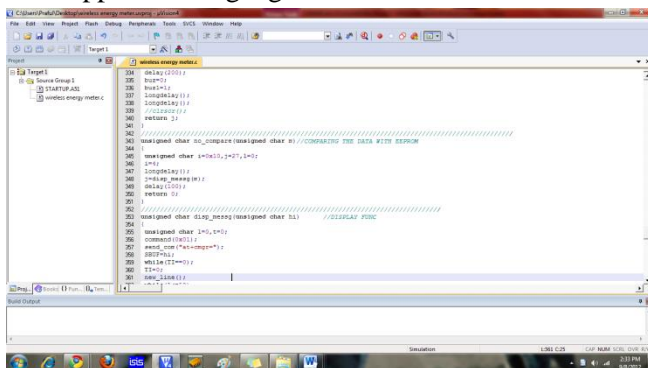 C:\Users\Praful\Desktop\wireless energy meter.uvproj - µVision4
File Edit View Project Flash Debug Peripherals Tools SVCS Window Help
Target 1
Project
wireless energy meter.c
Target 1
Source Group 1
STARTUP.A51
wireless energy meter.c
334 delay(200);
335 buz=0;
336 bus1=1;
337 longdelay();
338 longdelay();
339 //clrscr();
340 return j;
341 }
342 ////////////////////////////////////////////////////////////////////////////////
343 unsigned char no_compare(unsigned char m)//COMPARING THE DATA WITH EEPROM
344 {
345 unsigned char i=0x10,j=27,l=0;
346 i=4;
347 longdelay();
348 j=disp_messg(m);
349 delay(100);
350 return 0;
351 }
352 ////////////////////////////////////////////////////////////////
353 unsigned char disp_messg(unsigned char hi) //DISPLAY FUNC
354 {
355 unsigned char l=0,t=0;
356 command(0x01);
357 send_com("at+cmgr=");
358 SBUF=hi;
359 while(TI==0);
360 TI=0;
361 new_line();
Proj... Books Fun... Tem...
Build Output
Simulation L:361 C:25 CAP NUM SCRL OVR R/W
isis W
2:33 PM